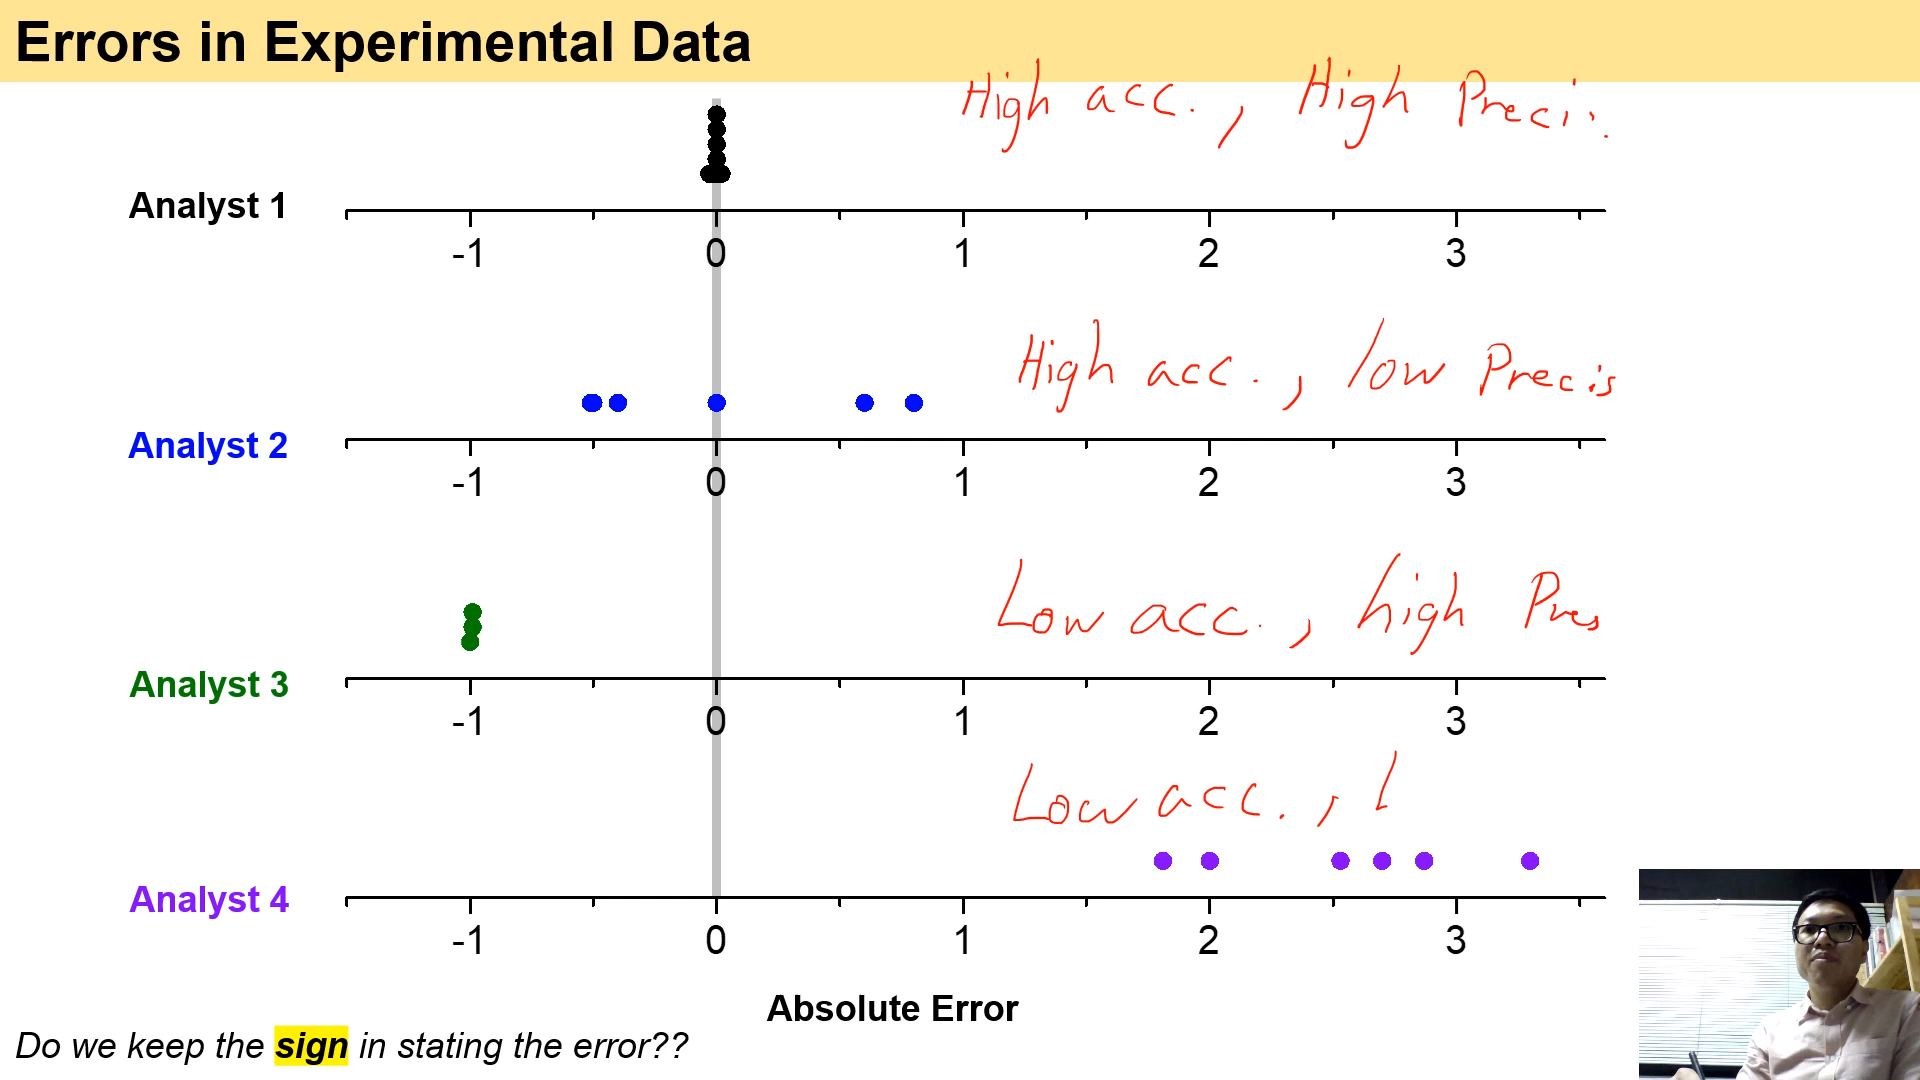 Errors in Experimental Data
High acc., High Preci.
Analyst 1
-1 0 1 2 3
High acc., low Precis
Analyst 2
-1 0 1 2 3
Low acc., high Pres
Analyst 3
-1 0 1 2 3
Low acc., l
Analyst 4
-1 0 1 2 3
Absolute Error
Do we keep the sign in stating the error??